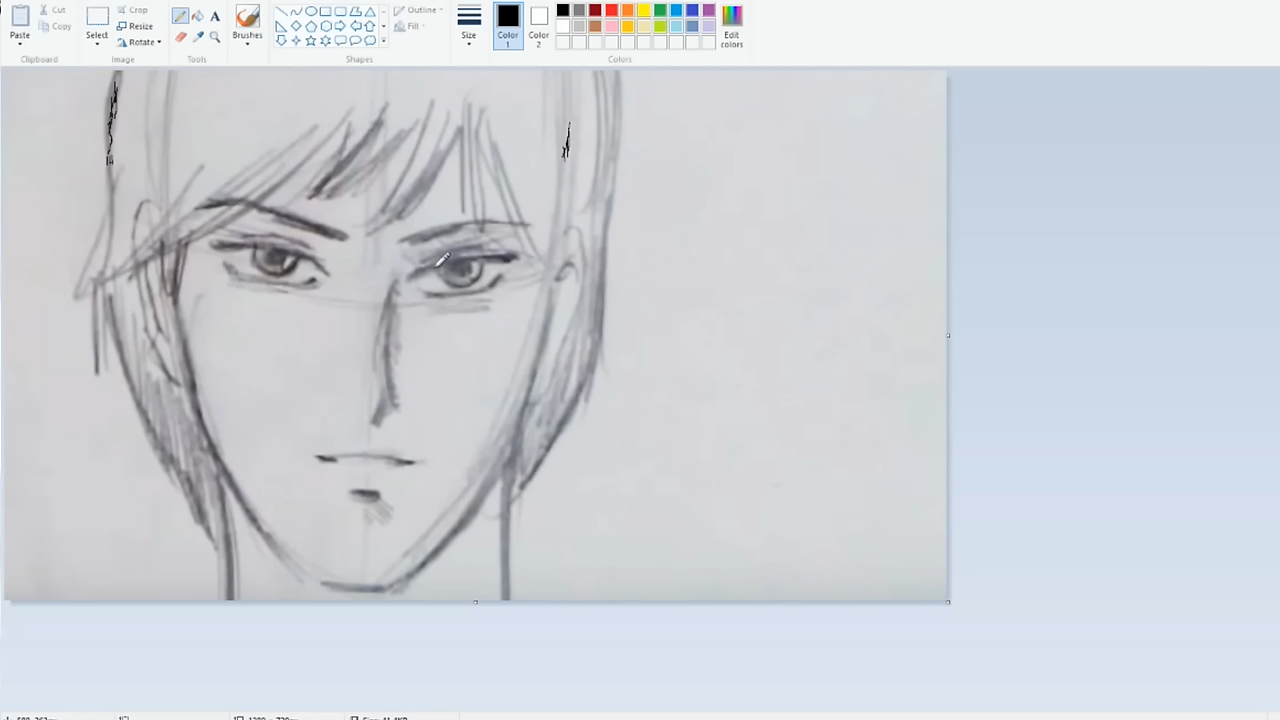 Paste
Cut
Copy
Clipboard
Select
Crop
Resize
Rotate
Image
A
Tools
Brushes
Shapes
Outline
Fill
Size
Color
1
Color
2
Edit
colors
Colors